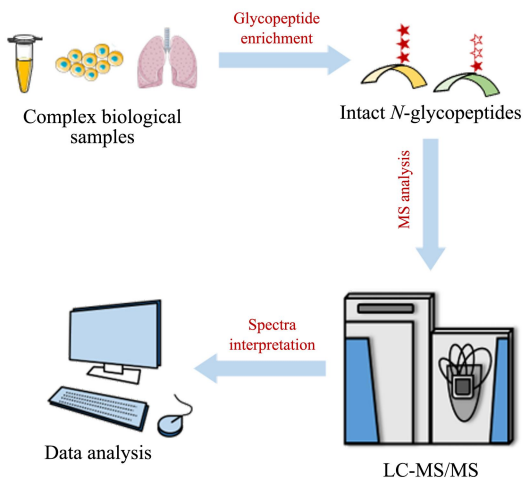 Glycopeptide
enrichment
Complex biological
samples
Intact N-glycopeptides
MS analysis
Spectra
interpretation
Data analysis
LC-MS/MS